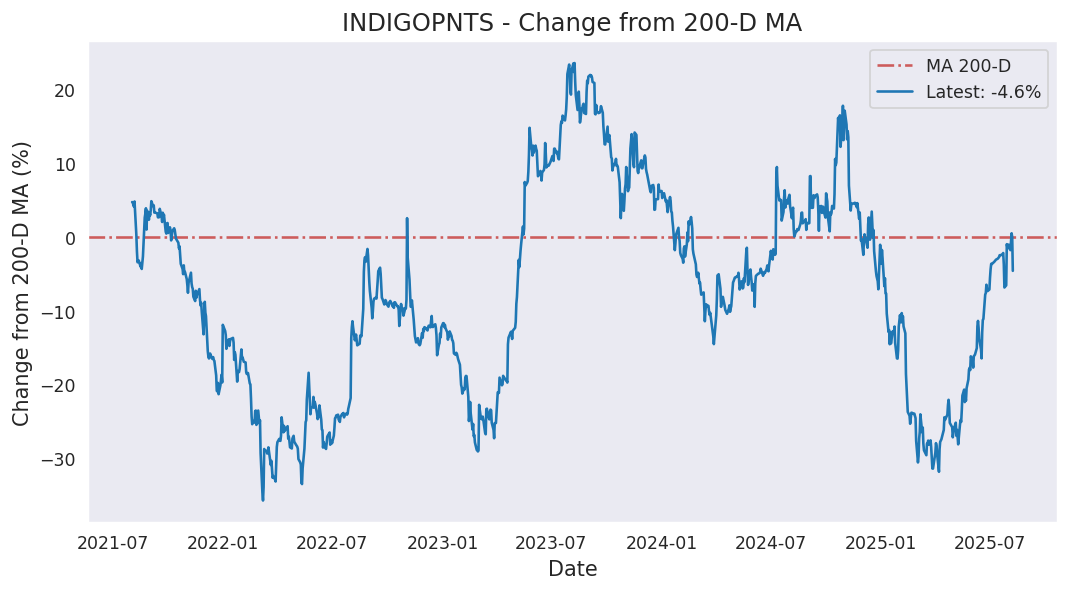 INDIGOPNTS - Change from 200-D MA
MA 200-D
Latest: -4.6%
Change from 200-D MA (%)
20
10
0
−10
−20
−30
2021-07 2022-01 2022-07 2023-01 2023-07 2024-01 2024-07 2025-01 2025-07
Date